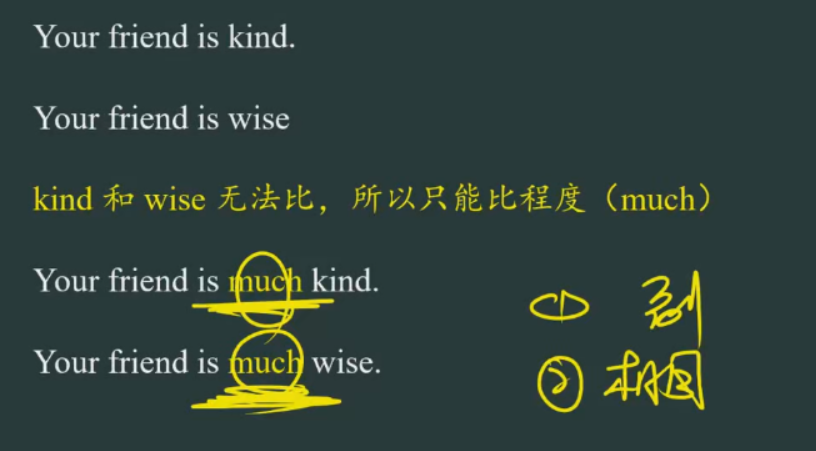 Your friend is kind.
Your friend is wise
kind 和 wise 无法比，所以只能比程度（much）
Your friend is much kind.
① 副
Your friend is much wise.
② 相同